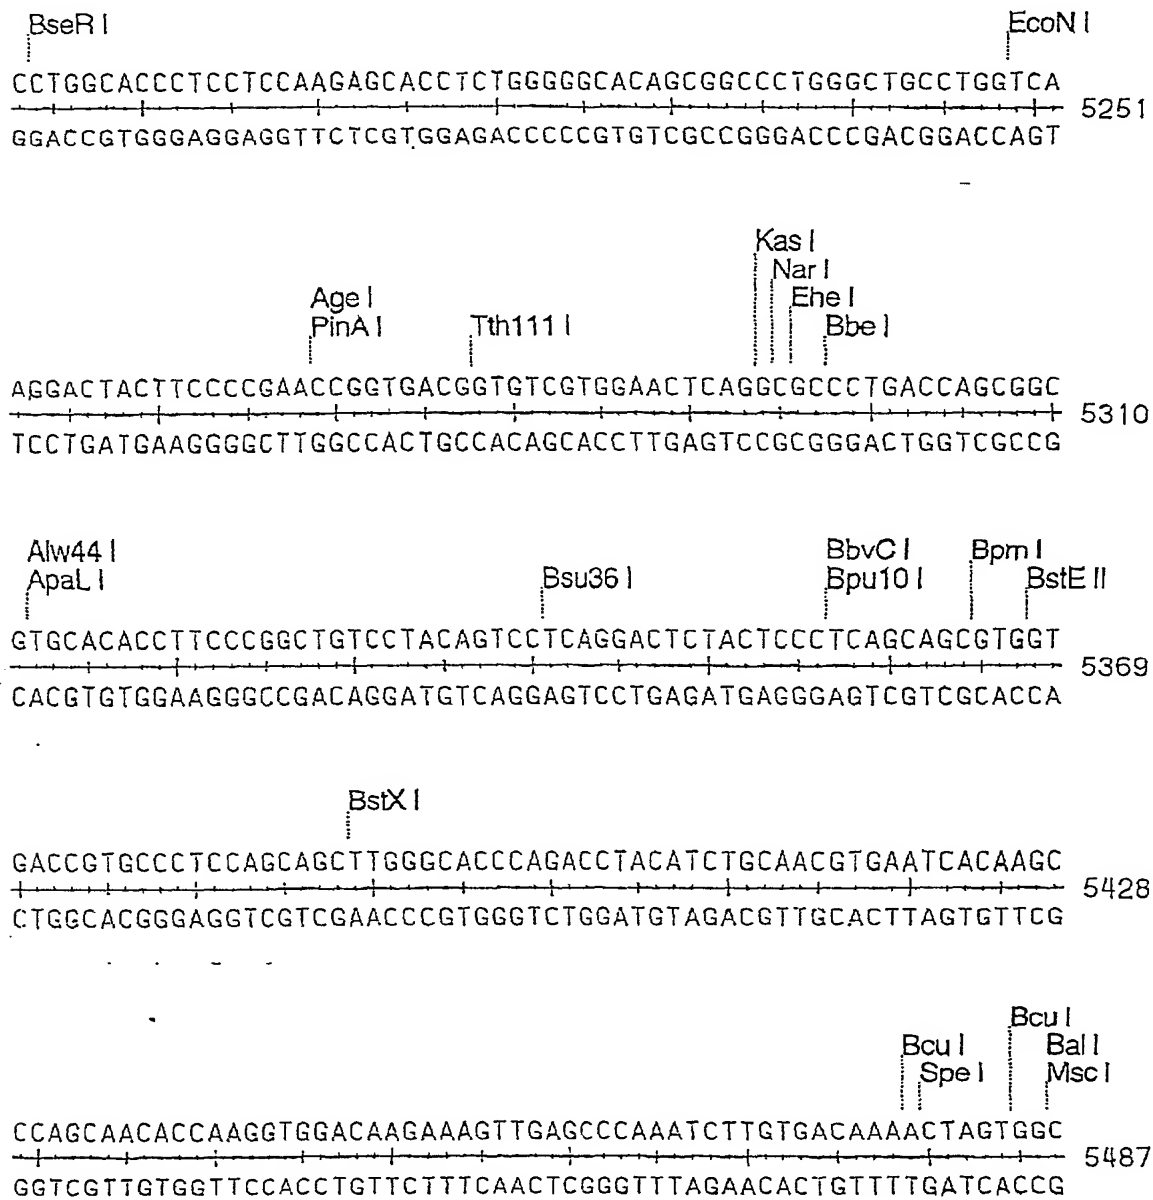 BseR I EcoN I
CCTGGCACCCTCCTCCAAGAGCACCTCTGGGGGCACAGCGGCCCTGGGCTGCCTGGTCA
5251
GGACCGTGGGAGGAGGTTCTCGTGGAGACCCCCGTGTCGCCGGGACCCGACGGACCAGT
Kas I
Nar I
Age I Ehe I
PinA I Tth111 I Bbe I
AGGACTACTTCCCCGAACCGGTGACGGTGTCGTGGAACTCAGGCGCCCTGACCAGCGGC
5310
TCCTGATGAAGGGGCTTGGCCACTGCCACAGCACCTTGAGTCCGCGGGACTGGTCGCCG
Alw44 I BbvC I Bpm I
ApaL I Bsu36 I Bpu10 I BstE II
GTGCACACCTTCCCGGCTGTCCTACAGTCCTCAGGACTCTACTCCCTCAGCAGCGTGGT
5369
CACGTGTGGAAGGGCCGACAGGATGTCAGGAGTCCTGAGATGAGGGAGTCGTCGCACCA
BstX I
GACCGTGCCCTCCAGCAGCTTGGGCACCCAGACCTACATCTGCAACGTGAATCACAAGC
5428
CTGGCACGGGAGGTCGTCGAACCCGTGGGTCTGGATGTAGACGTTGCACTTAGTGTTCG
Bcu I
Bcu I Bal I
Spe I Msc I
CCAGCAACACCAAGGTGGACAAGAAAGTTGAGCCCAAATCTTGTGACAAAACTAGTGGC
5487
GGTCGTTGTGGTTCCACCTGTTCTTTCAACTCGGGTTTAGAACACTGTTTTGATCACCG